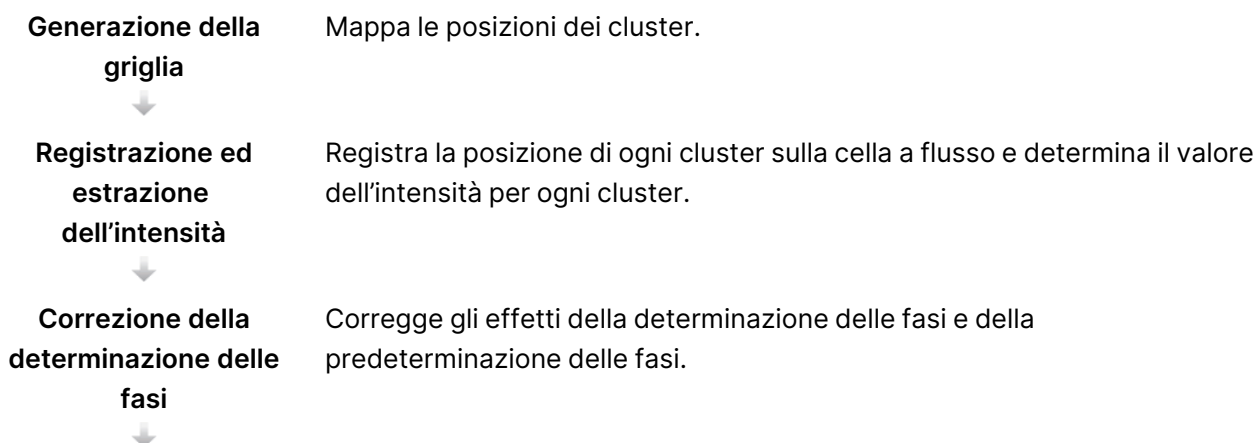 Generazione della
griglia
Mappa le posizioni dei cluster.
Registrazione ed
estrazione
dell’intensità
Registra la posizione di ogni cluster sulla cella a flusso e determina il valore
dell’intensità per ogni cluster.
Correzione della
determinazione delle
fasi
Corregge gli effetti della determinazione delle fasi e della
predeterminazione delle fasi.